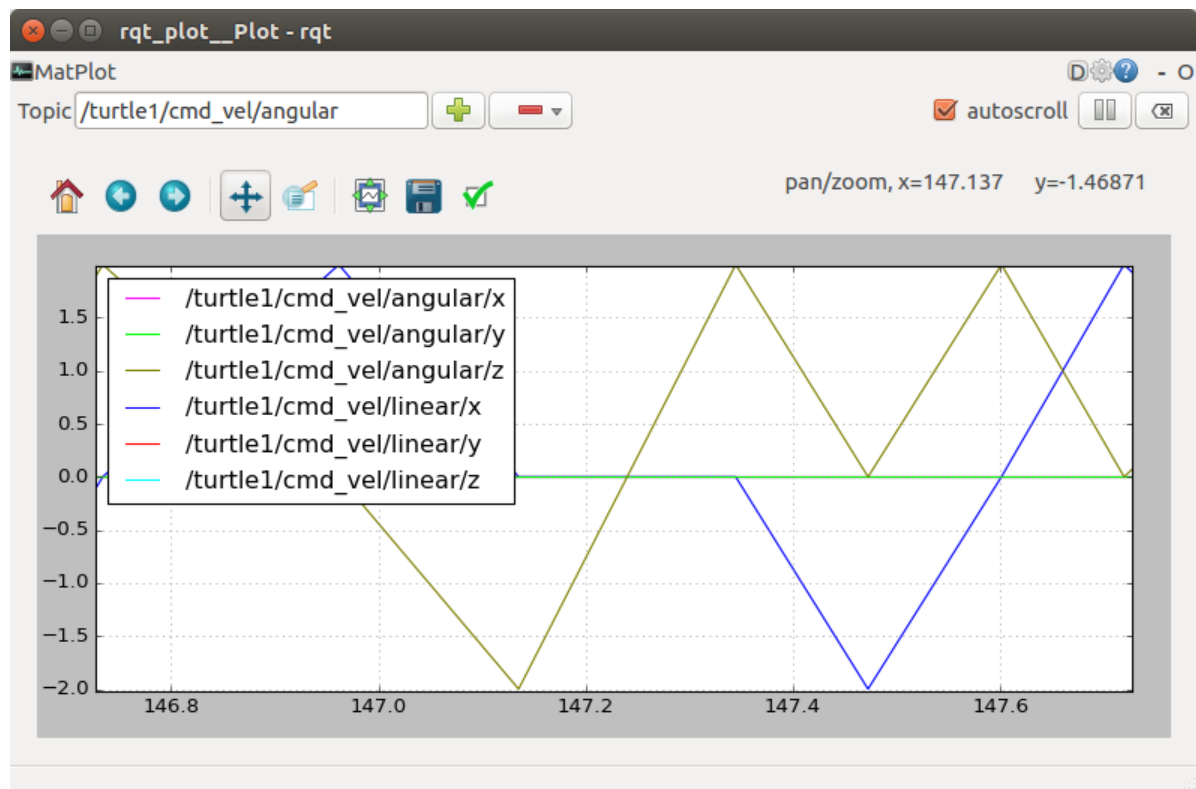 rqt_plot__Plot - rqt
MatPlot D ? - O
Topic /turtle1/cmd_vel/angular autoscroll
pan/zoom, x=147.137 y=-1.46871
/turtle1/cmd_vel/angular/x
/turtle1/cmd_vel/angular/y
/turtle1/cmd_vel/angular/z
/turtle1/cmd_vel/linear/x
/turtle1/cmd_vel/linear/y
/turtle1/cmd_vel/linear/z
1.5
1.0
0.5
0.0
−0.5
−1.0
−1.5
−2.0
146.8 147.0 147.2 147.4 147.6